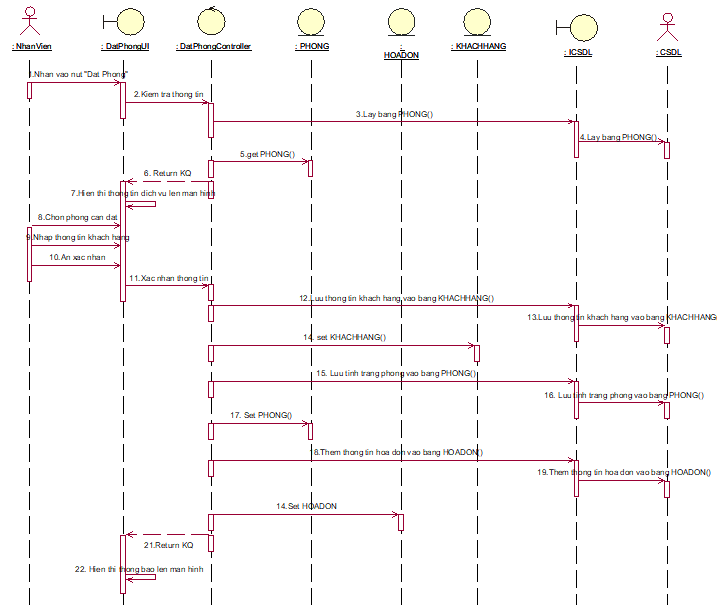 : NhanVien
: DatPhongUI
: DatPhongController
: PHONG
:
HOADON
: KHACHHANG
: ICSDL
: CSDL
1.Nhan vao nut "Dat Phong"
2.Kiem tra thong tin
3.Lay bang PHONG()
4.Lay bang PHONG()
5.get PHONG()
6. Return KQ
7.Hien thi thong tin dich vu len man hinh
8.Chon phong can dat
9.Nhap thong tin khach hang
10.An xac nhan
11.Xac nhan thong tin
12.Luu thong tin khach hang vao bang KHACHHANG()
13.Luu thong tin khach hang vao bang KHACHHANG
14. set KHACHHANG()
15. Luu tinh trang phong vao bang PHONG()
16. Luu tinh trang phong vao bang PHONG()
17. Set PHONG()
18.Them thong tin hoa don vao bang HOADON()
19.Them thong tin hoa don vao bang HOADON()
14.Set HOADON
21.Return KQ
22. Hien thi thong bao len man hinh